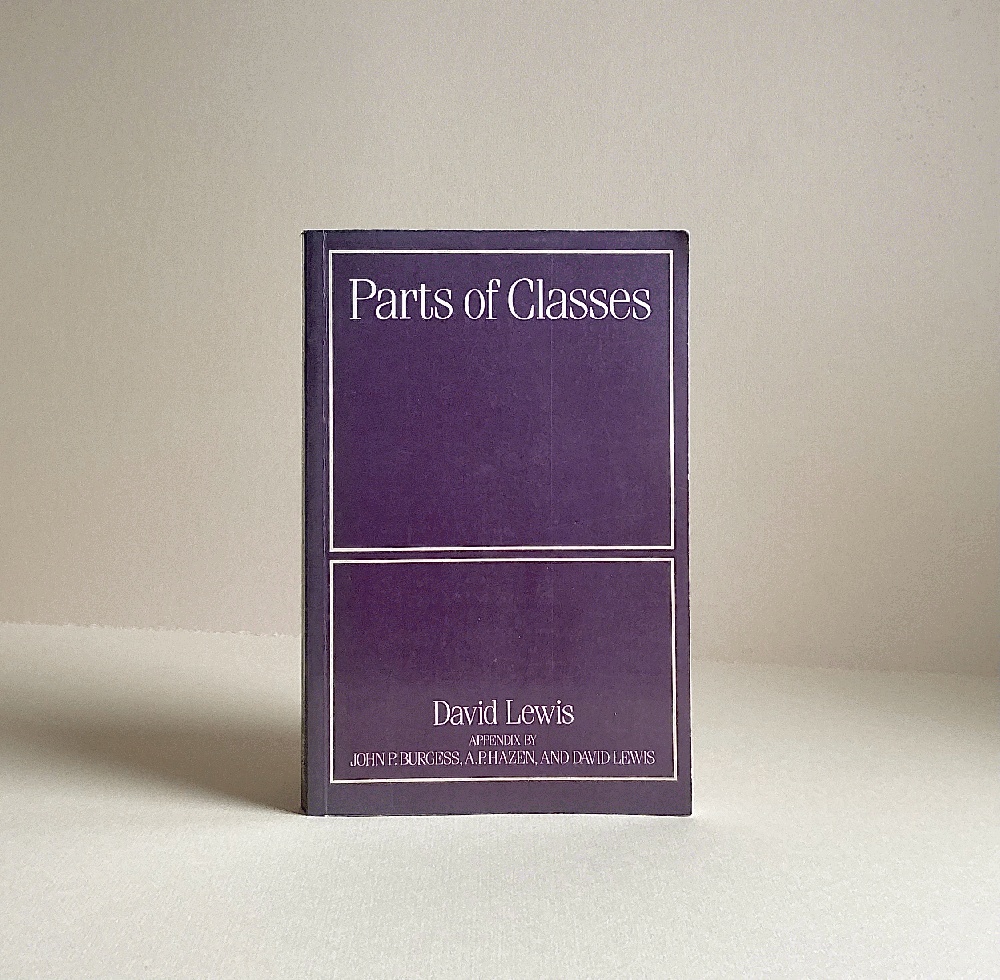 Parts of Classes
David Lewis
APPENDIX BY
JOHN P. BURGESS, A.P. HAZEN, AND DAVID LEWIS